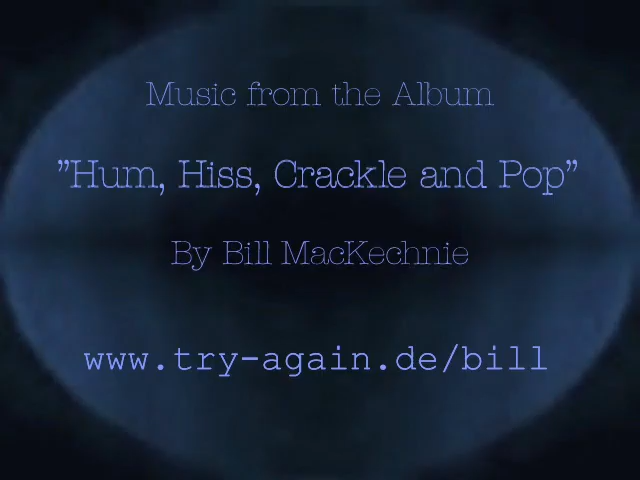 Music from the Album
”Hum, Hiss, Crackle and Pop”
By Bill MacKechnie
www.try-again.de/bill